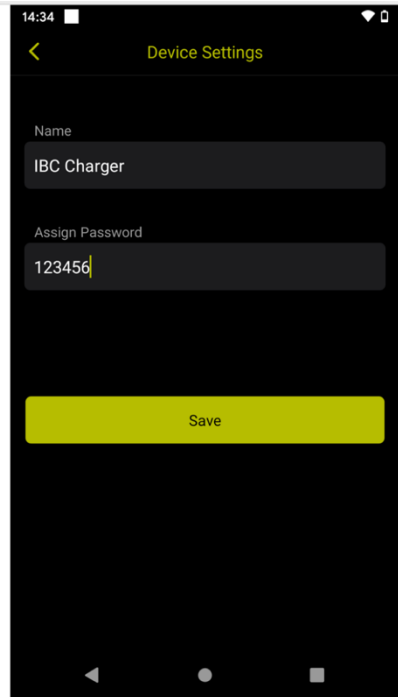 14:34
Device Settings
Name
IBC Charger
Assign Password
123456
Save